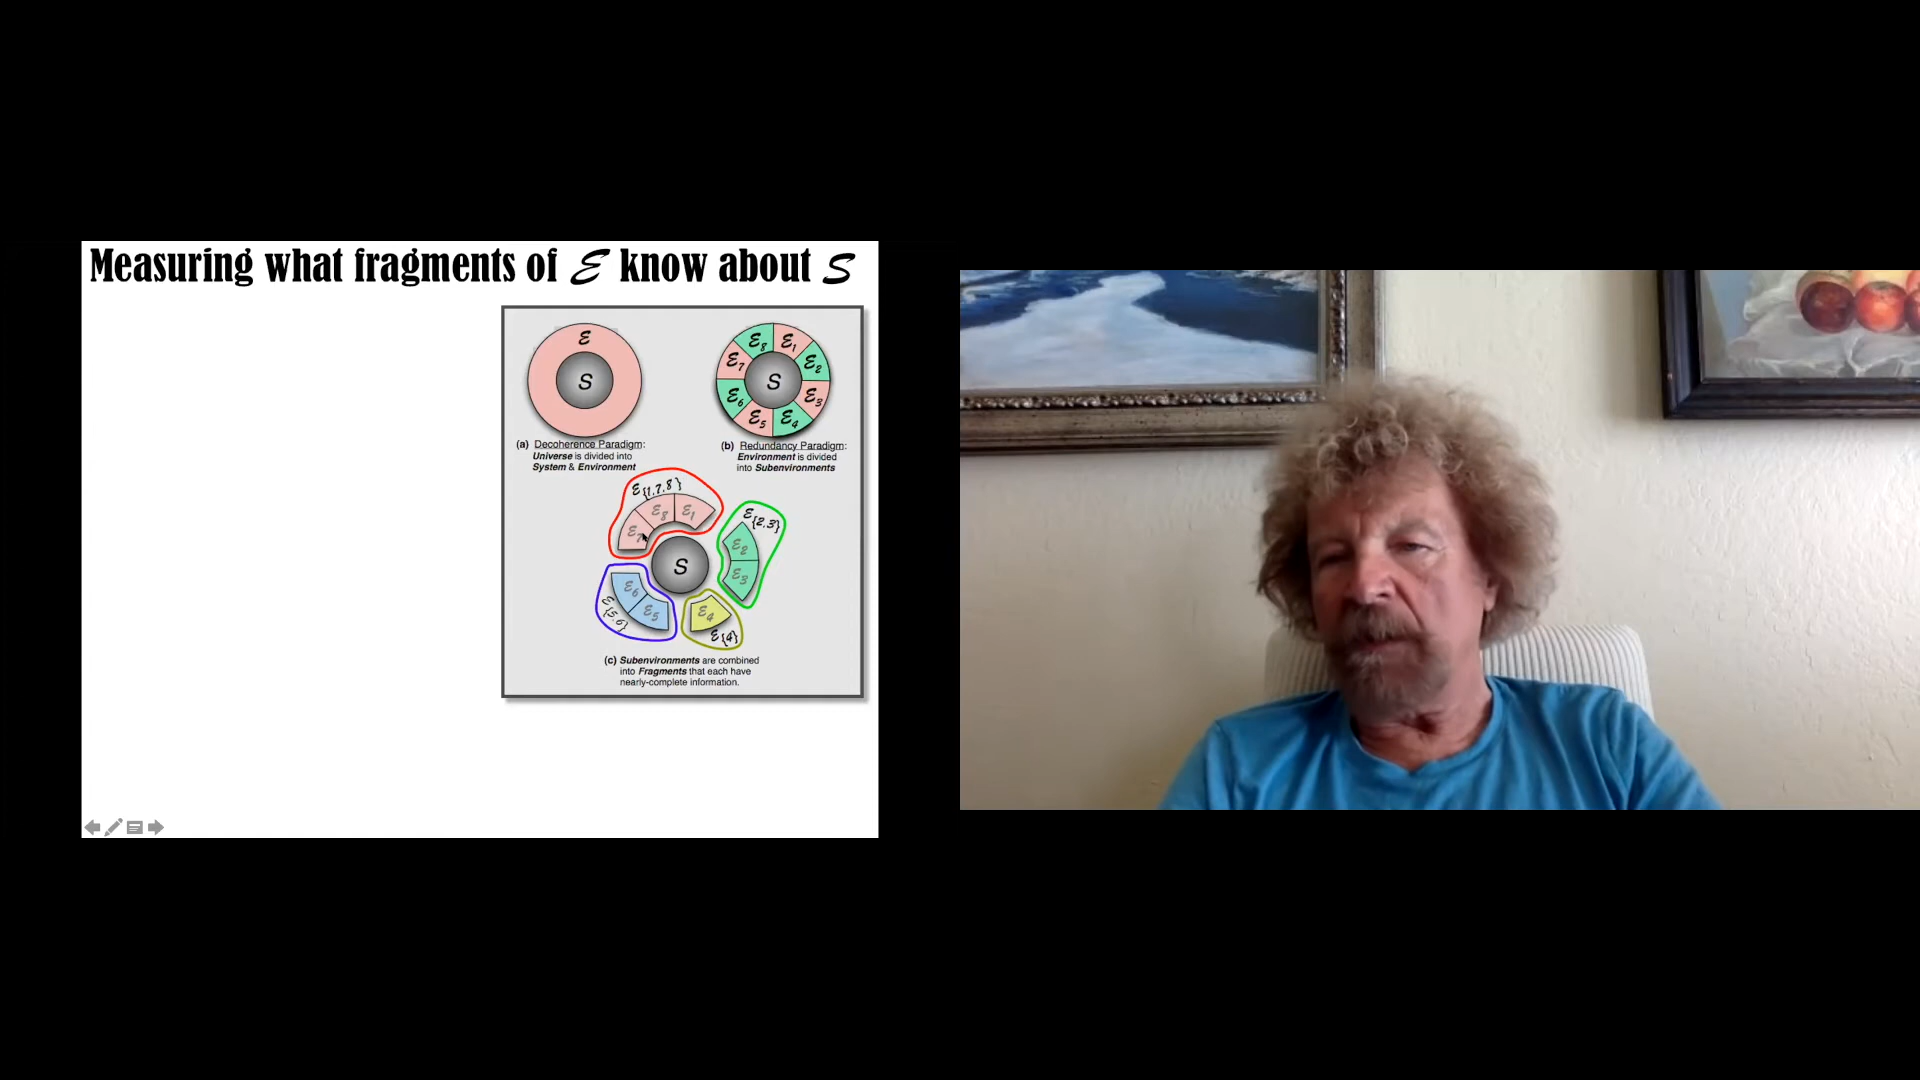 Measuring what fragments of ℰ know about S
ℰ
S
(a) Decoherence Paradigm:
Universe is divided into
System & Environment
ℰ8 ℰ1
ℰ7 ℰ2
S
ℰ6 ℰ3
ℰ5 ℰ4
(b) Redundancy Paradigm:
Environment is divided
into Subenvironments
ℰ{1,7,8}
ℰ8 ℰ1
ℰ7
ℰ{2,3}
ℰ2
ℰ3
S
ℰ6
ℰ5
ℰ{5,6}
ℰ4
ℰ{4}
(c) Subenvironments are combined
into Fragments that each have
nearly-complete information.